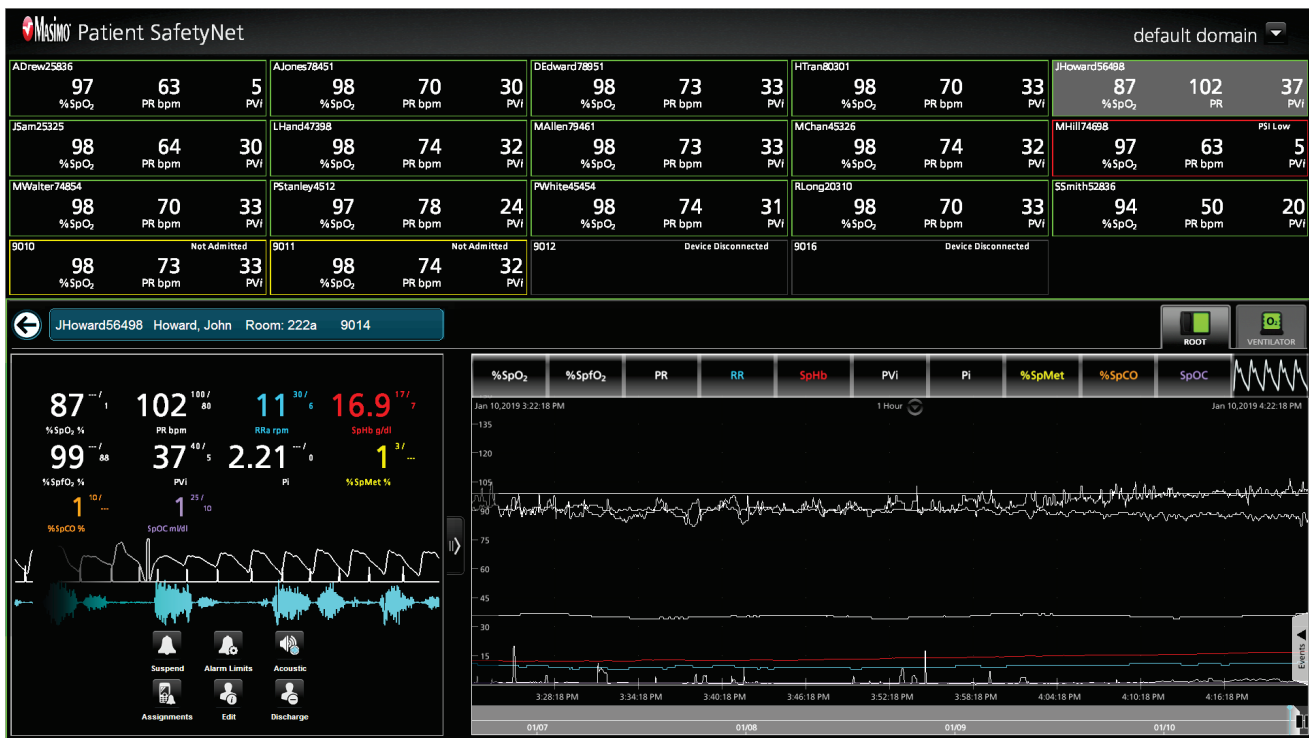 Masimo Patient SafetyNet
default domain
ADrew25836
97 63 5
%SpO₂ PR bpm PVi
AJones78451
98 70 30
%SpO₂ PR bpm PVi
DEdward78951
98 73 33
%SpO₂ PR bpm PVi
HTran80301
98 70 33
%SpO₂ PR bpm PVi
JHoward56498
87 102 37
%SpO₂ PR PVi
JSam25325
98 64 30
%SpO₂ PR bpm PVi
LHand47398
98 74 32
%SpO₂ PR bpm PVi
MAllen79461
98 73 33
%SpO₂ PR bpm PVi
MChan45326
98 74 32
%SpO₂ PR bpm PVi
MHill74698 PSI Low
97 63 5
%SpO₂ PR bpm PVi
MWalter74854
98 70 33
%SpO₂ PR bpm PVi
PStanley4512
97 78 24
%SpO₂ PR bpm PVi
PWhite45454
98 74 31
%SpO₂ PR bpm PVi
RLong20310
98 70 33
%SpO₂ PR bpm PVi
SSmith52836
94 50 20
%SpO₂ PR bpm PVi
9010 Not Admitted
98 73 33
%SpO₂ PR bpm PVi
9011 Not Admitted
98 74 32
%SpO₂ PR bpm PVi
9012 Device Disconnected
9016 Device Disconnected
JHoward56498 Howard, John Room: 222a 9014
ROOT
O₂
VENTILATOR
87 ---/ 1 102 100/ 80 11 30/ 6 16.9 17/ 7
%SpO₂ % PR bpm RRa rpm SpHb g/dl
99 ---/ 88 37 40/ 5 2.21 ---/ 0 1 3/ ---
%SpfO₂ % PVi Pi %SpMet %
1 10/ --- 1 25/ 10
%SpCO % SpOC ml/dl
Suspend Alarm Limits Acoustic
Assignments Edit Discharge
%SpO₂ %SpfO₂ PR RR SpHb PVi Pi %SpMet %SpCO SpOC
Jan 10,2019 3:22:18 PM 1 Hour Jan 10,2019 4:22:18 PM
135
120
105
90
75
60
45
30
15
Events
3:28:18 PM 3:34:18 PM 3:40:18 PM 3:46:18 PM 3:52:18 PM 3:58:18 PM 4:04:18 PM 4:10:18 PM 4:16:18 PM
01/07 01/08 01/09 01/10